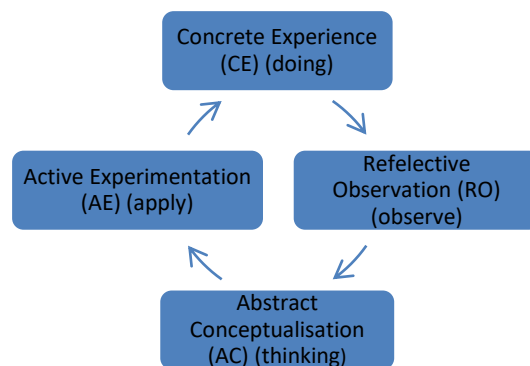 Concrete Experience
(CE) (doing)
Active Experimentation
(AE) (apply)
Refelective
Observation (RO)
(observe)
Abstract
Conceptualisation
(AC) (thinking)